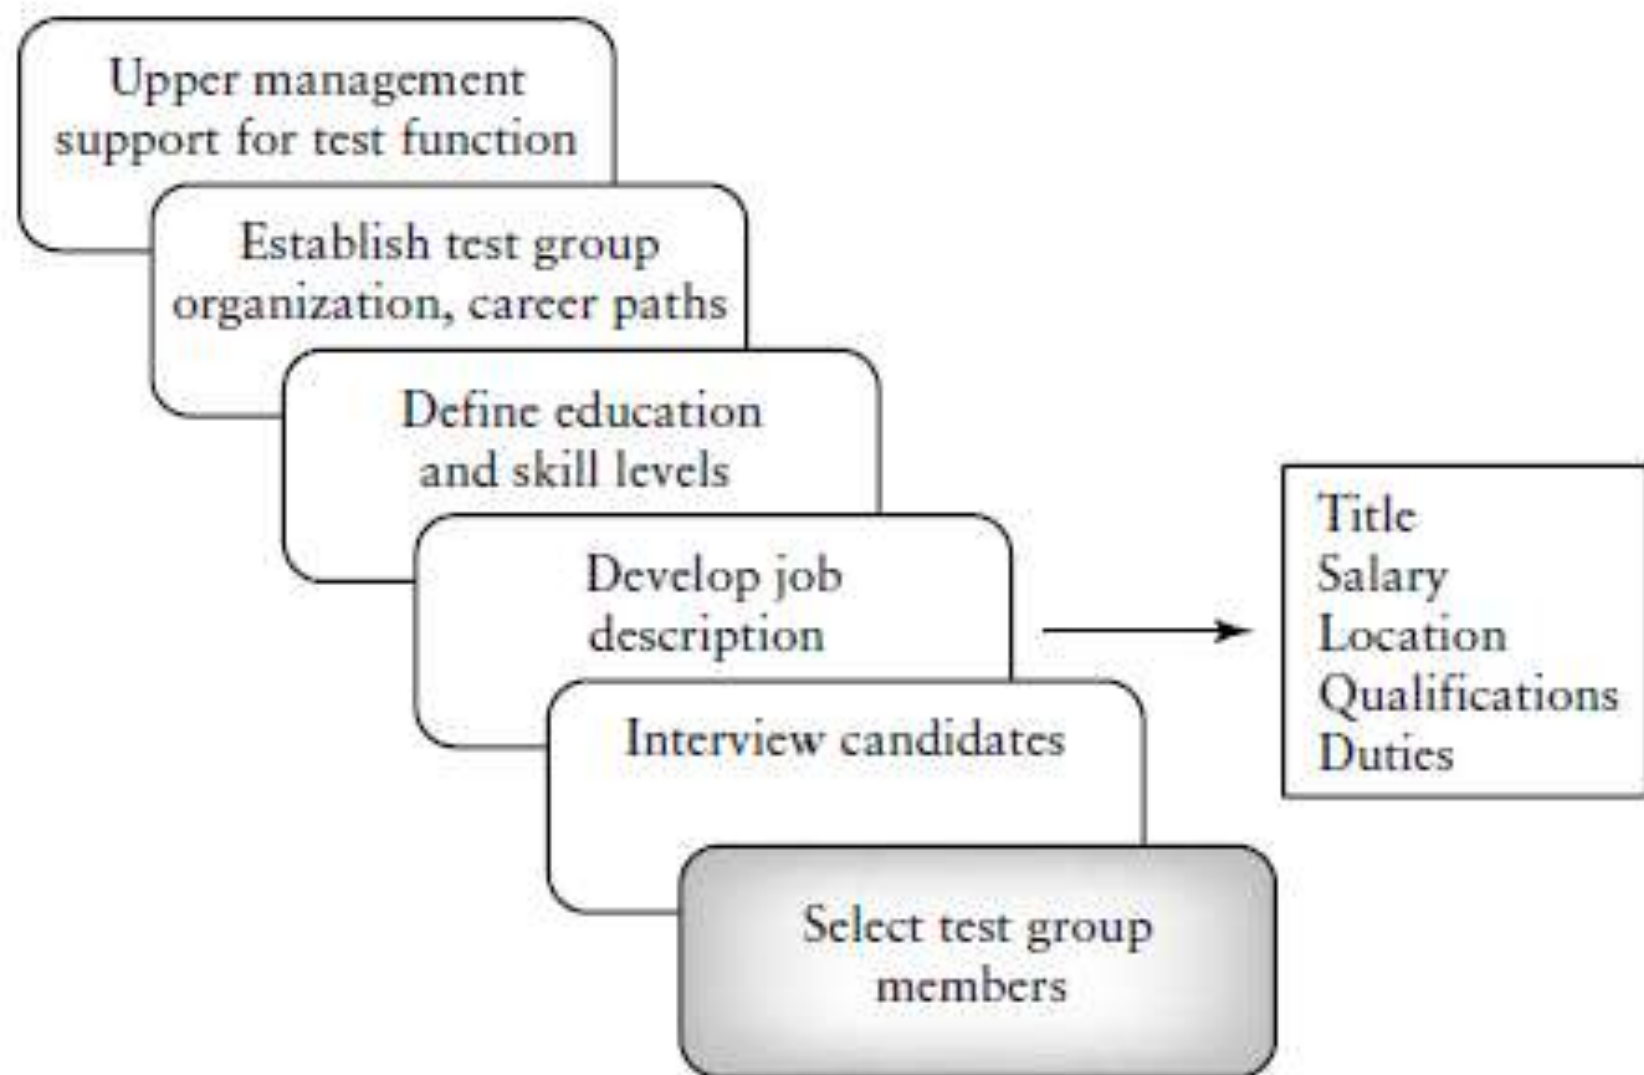 Upper management
support for test function
Establish test group
organization, career paths
Define education
and skill levels
Develop job
description
Title
Salary
Location
Qualifications
Duties
Interview candidates
Select test group
members